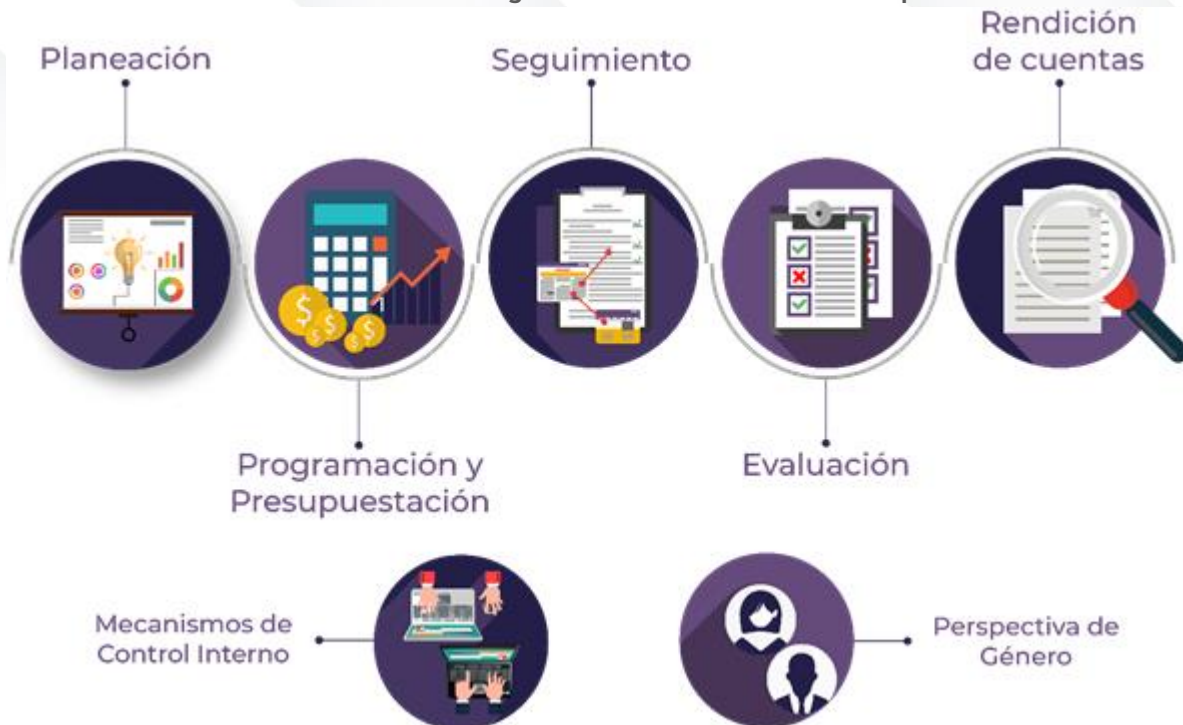 Rendición
de cuentas
Planeación
Seguimiento
Programación y
Presupuestación
Evaluación
Mecanismos de
Control Interno
Perspectiva de
Género